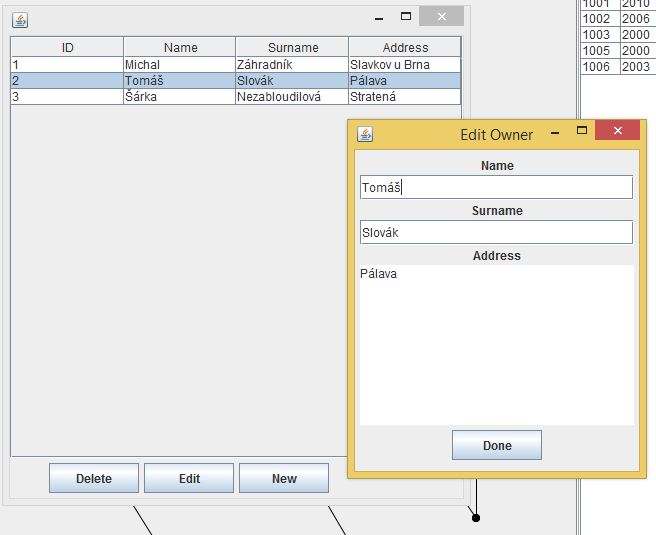 ID Name Surname Address
1 Michal Záhradník Slavkov u Brna
2 Tomáš Slovák Pálava
3 Šárka Nezabloudilová Stratená
Delete Edit New
Edit Owner
Name
Tomáš
Surname
Slovák
Address
Pálava
Done
1001 2010
1002 2006
1003 2000
1005 2000
1006 2003